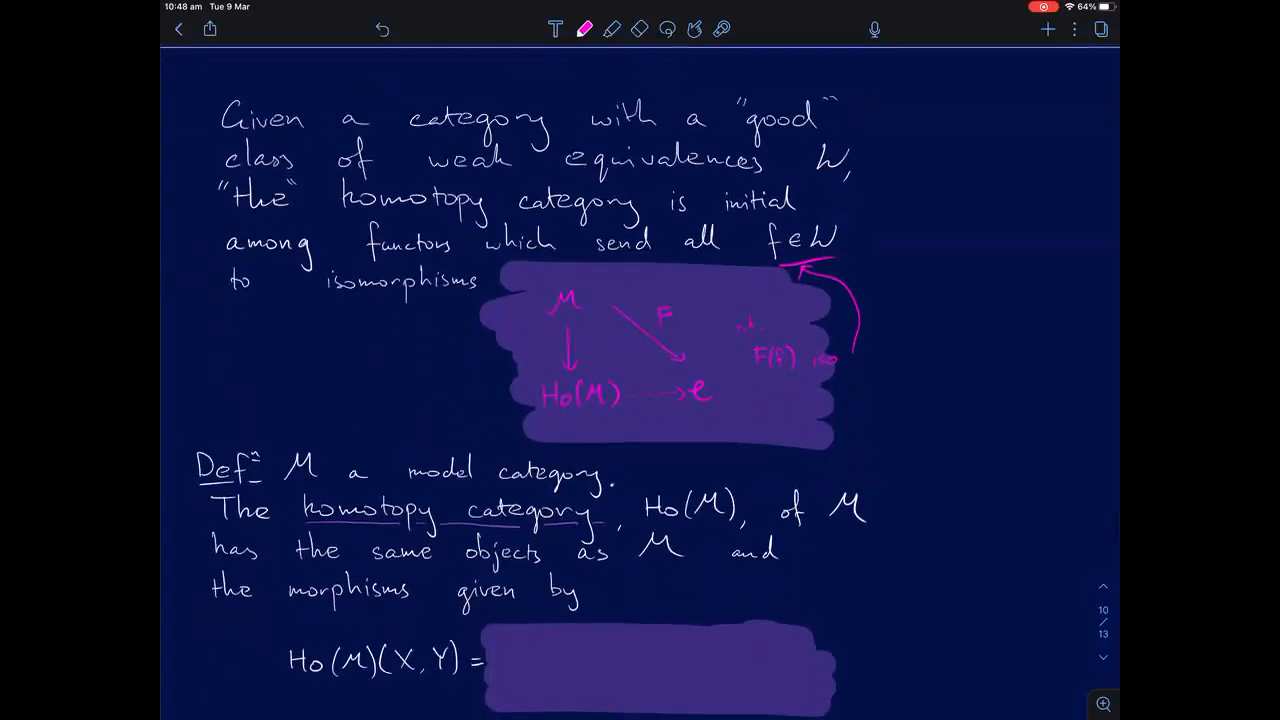 10:48 am Tue 9 Mar
64%
Given a category with a "good"
class of weak equivalences W,
"the" homotopy category is initial
among functors which send all f ∈ W
to isomorphisms
M
F
s.t.
F(f) iso
Ho(M) → C
Defⁿ M a model category.
The homotopy category, Ho(M), of M
has the same objects as M and
the morphisms given by
Ho(M)(X, Y) =
10
/
13